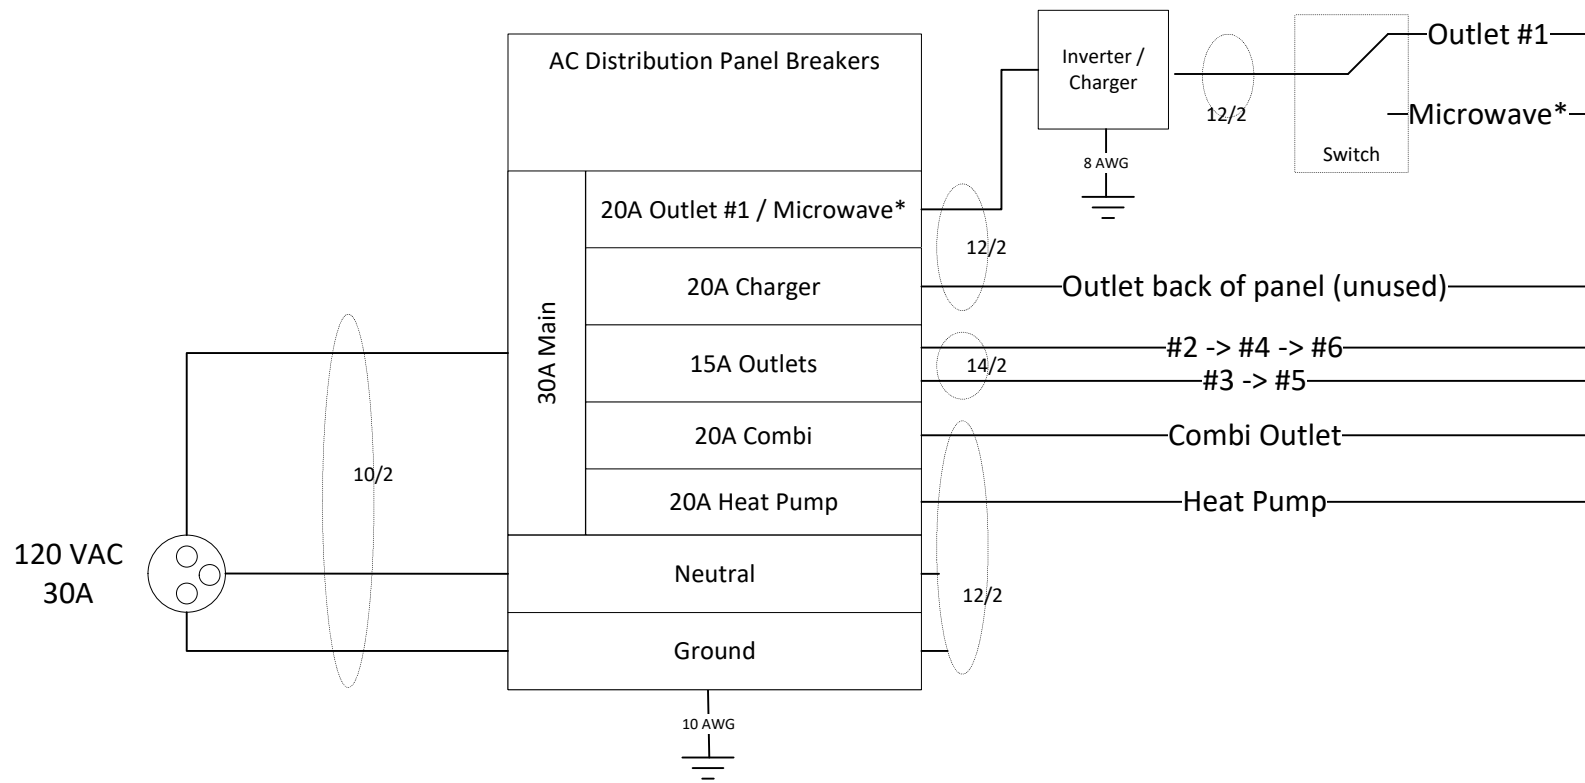 AC Distribution Panel Breakers
Inverter /
Charger
12/2
Outlet #1
Microwave*
Switch
8 AWG
30A Main
20A Outlet #1 / Microwave*
12/2
20A Charger
Outlet back of panel (unused)
15A Outlets
14/2
#2 -> #4 -> #6
#3 -> #5
20A Combi
Combi Outlet
10/2
20A Heat Pump
Heat Pump
120 VAC
30A
Neutral
12/2
Ground
10 AWG